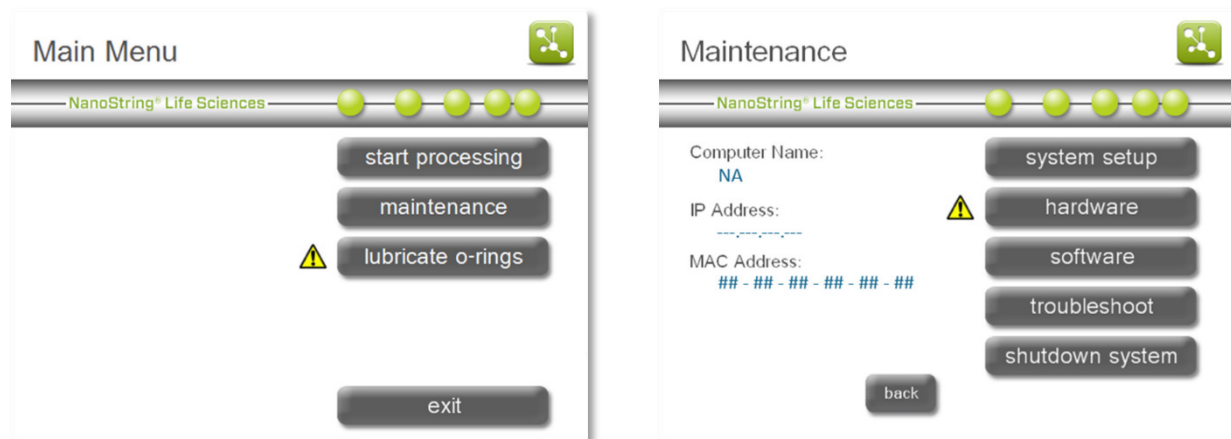 Main Menu
NanoString® Life Sciences
start processing
maintenance
lubricate o-rings
exit
Maintenance
NanoString® Life Sciences
Computer Name:
NA
IP Address:
---.---.---.---
MAC Address:
## - ## - ## - ## - ## - ##
system setup
hardware
software
troubleshoot
shutdown system
back